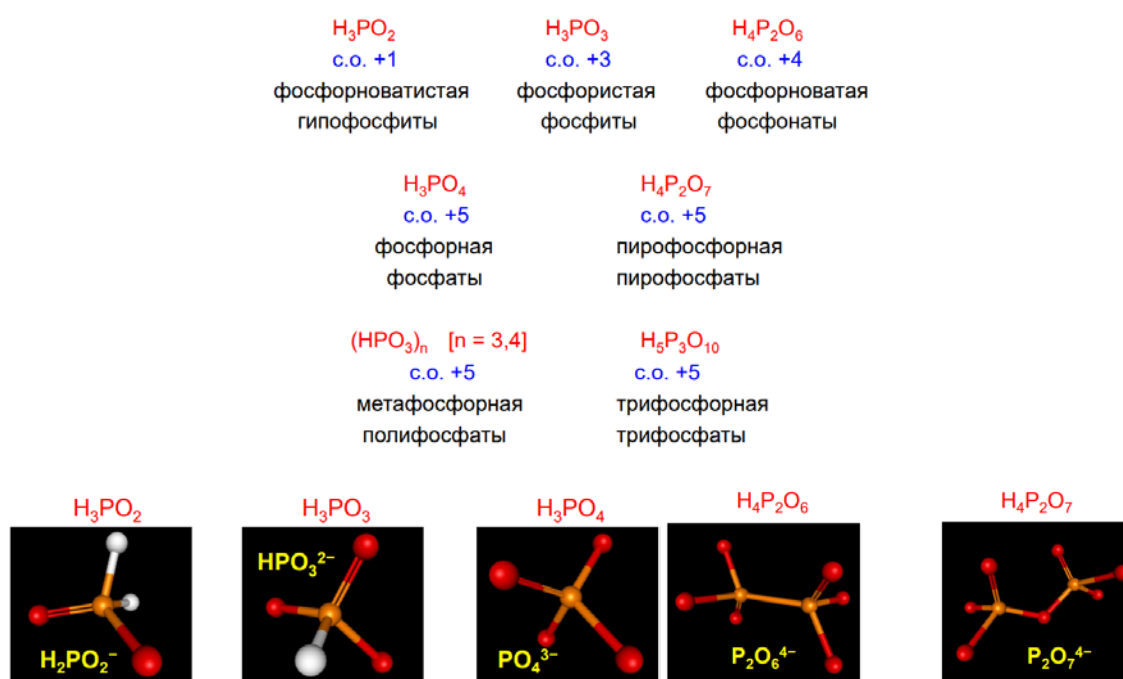 H₃PO₂ H₃PO₃ H₄P₂O₆
с.о. +1 с.о. +3 с.о. +4
фосфорноватистая фосфористая фосфорноватая
гипофосфиты фосфиты фосфонаты
H₃PO₄ H₄P₂O₇
с.о. +5 с.о. +5
фосфорная пирофосфорная
фосфаты пирофосфаты
(HPO₃)ₙ [n = 3,4] H₅P₃O₁₀
с.о. +5 с.о. +5
метафосфорная трифосфорная
полифосфаты трифосфаты
H₃PO₂ H₃PO₃ H₃PO₄ H₄P₂O₆ H₄P₂O₇
H₂PO₂⁻ HPO₃²⁻ PO₄³⁻ P₂O₆⁴⁻ P₂O₇⁴⁻